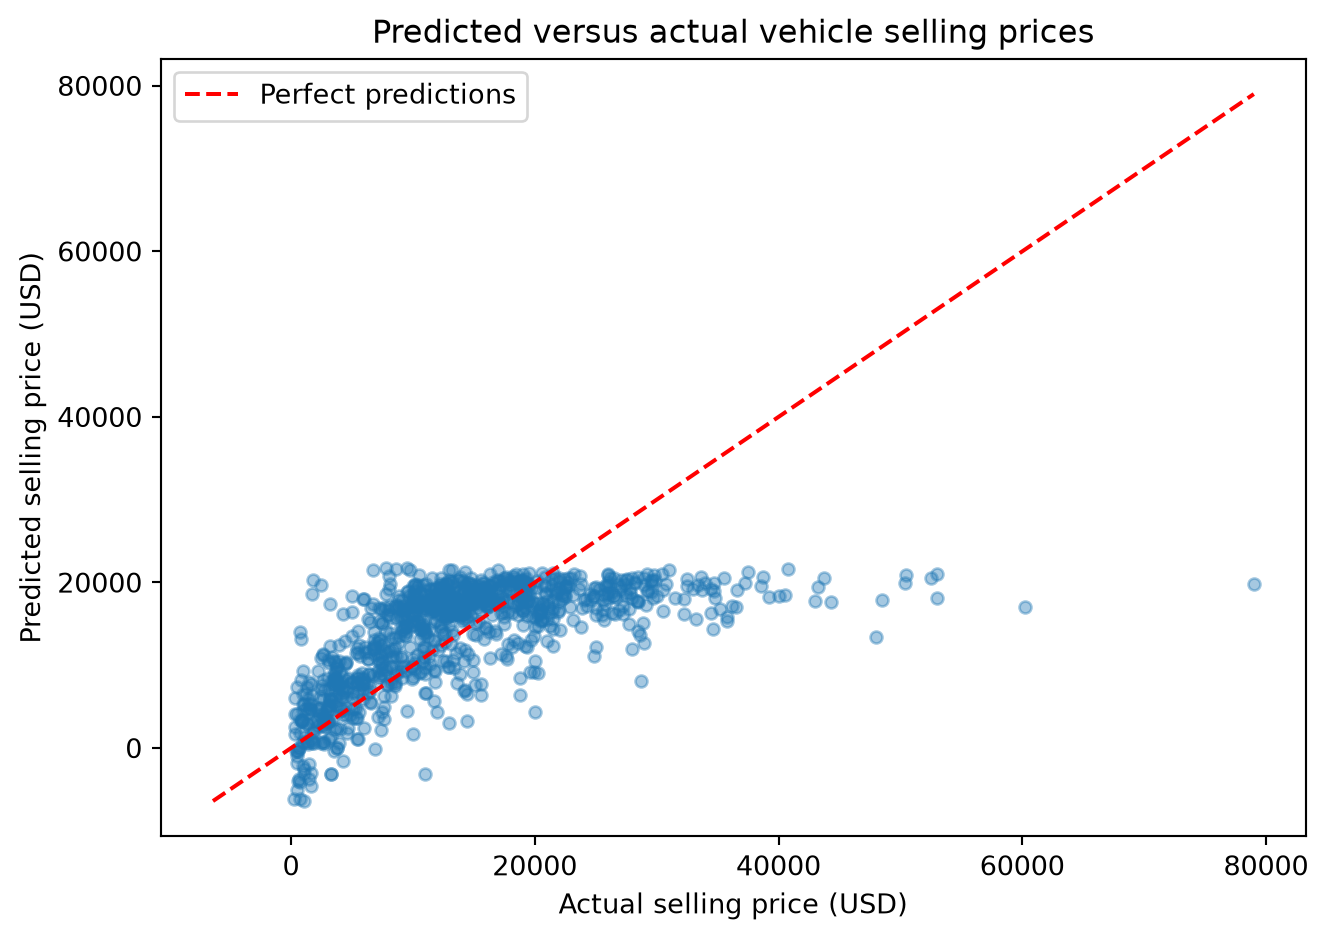 Predicted versus actual vehicle selling prices
Perfect predictions
80000
60000
40000
20000
0
Predicted selling price (USD)
0 20000 40000 60000 80000
Actual selling price (USD)